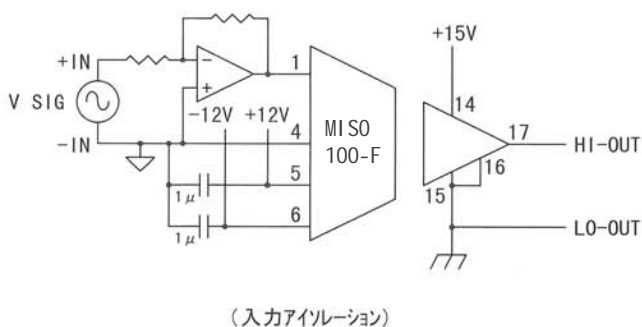 +IN
V SIG
-IN
-
+
-12V
+12V
1
4
5
6
1μ
1μ
MISO
100-F
+15V
14
17
16
15
HI-OUT
LO-OUT
(入力アイソレーション)